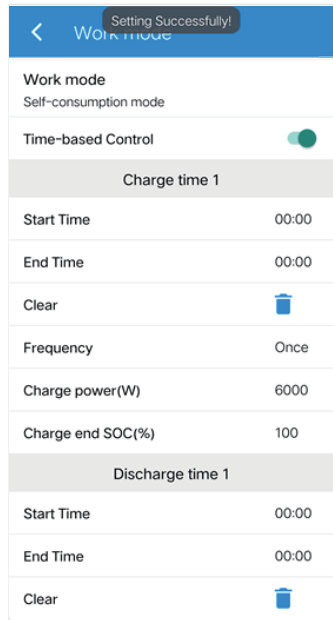 Setting Successfully!
Work mode
Work mode
Self-consumption mode
Time-based Control
Charge time 1
Start Time 00:00
End Time 00:00
Clear
Frequency Once
Charge power(W) 6000
Charge end SOC(%) 100
Discharge time 1
Start Time 00:00
End Time 00:00
Clear